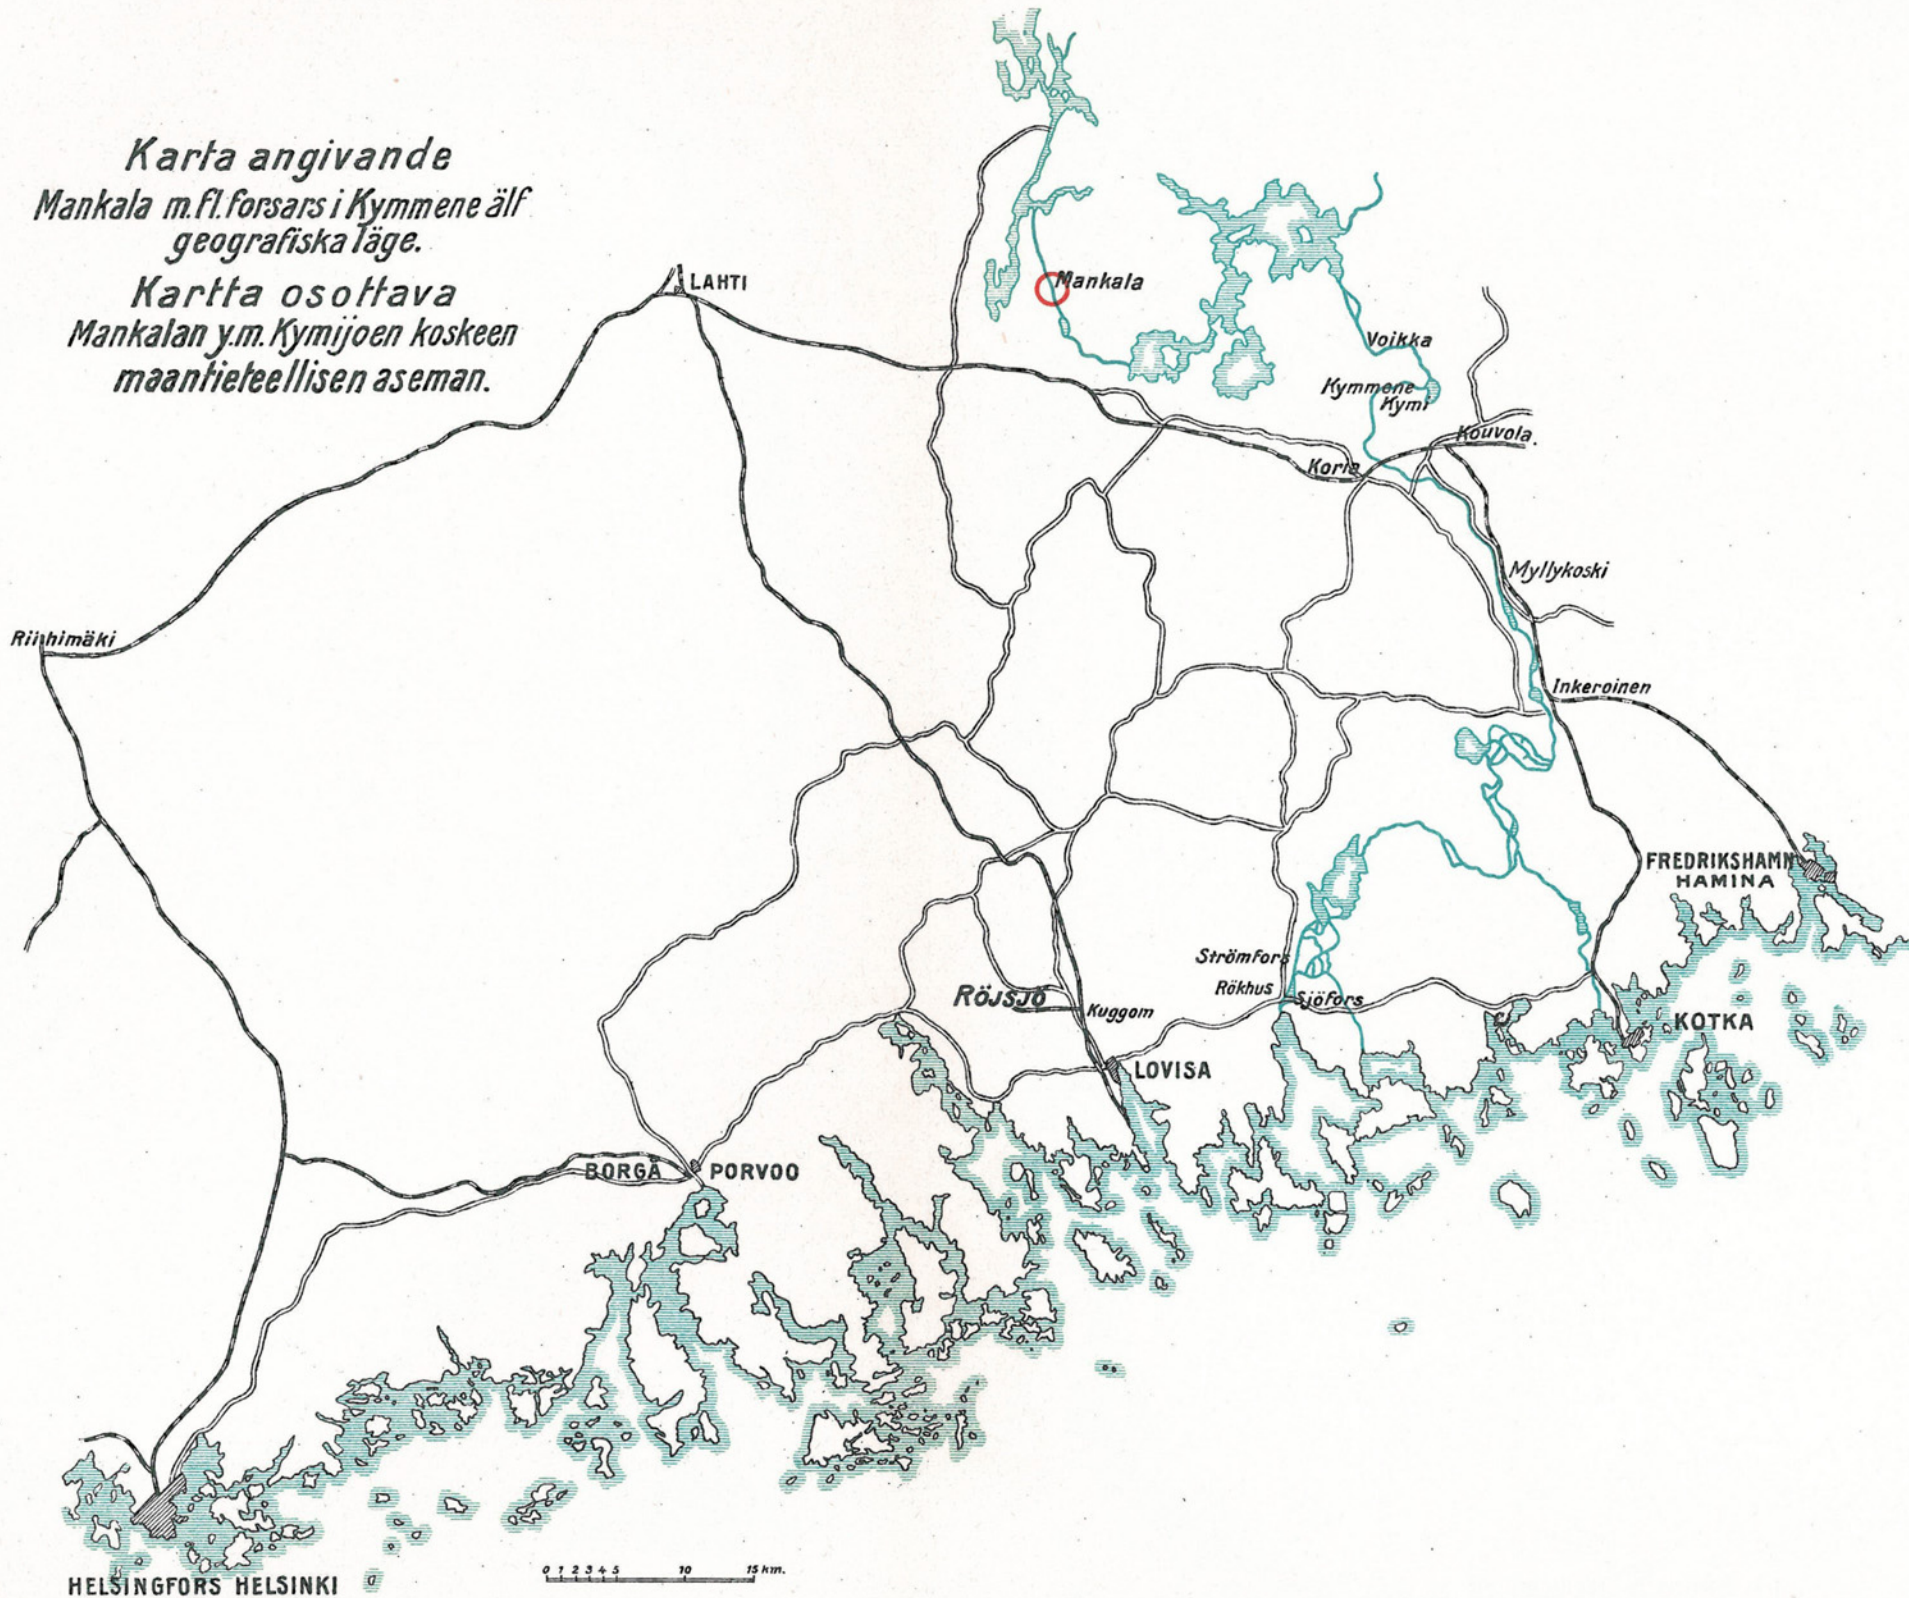 Karta angivande
Mankala m.fl. forsars i Kymmene älf
geografiska läge.
Kartta osottava
Mankalan y.m. Kymijoen koskeen
maantieteellisen aseman.
LAHTI
Mankala
Voikka
Kymmene
Kymi
Kouvola.
Koria
Myllykoski
Riihimäki
Inkeroinen
FREDRIKSHAMN
HAMINA
Strömfors
RÖJSJÖ
Rökhus
Sjöfors
Kuggom
KOTKA
LOVISA
BORGÅ PORVOO
0 1 2 3 4 5 10 15 km.
HELSINGFORS HELSINKI